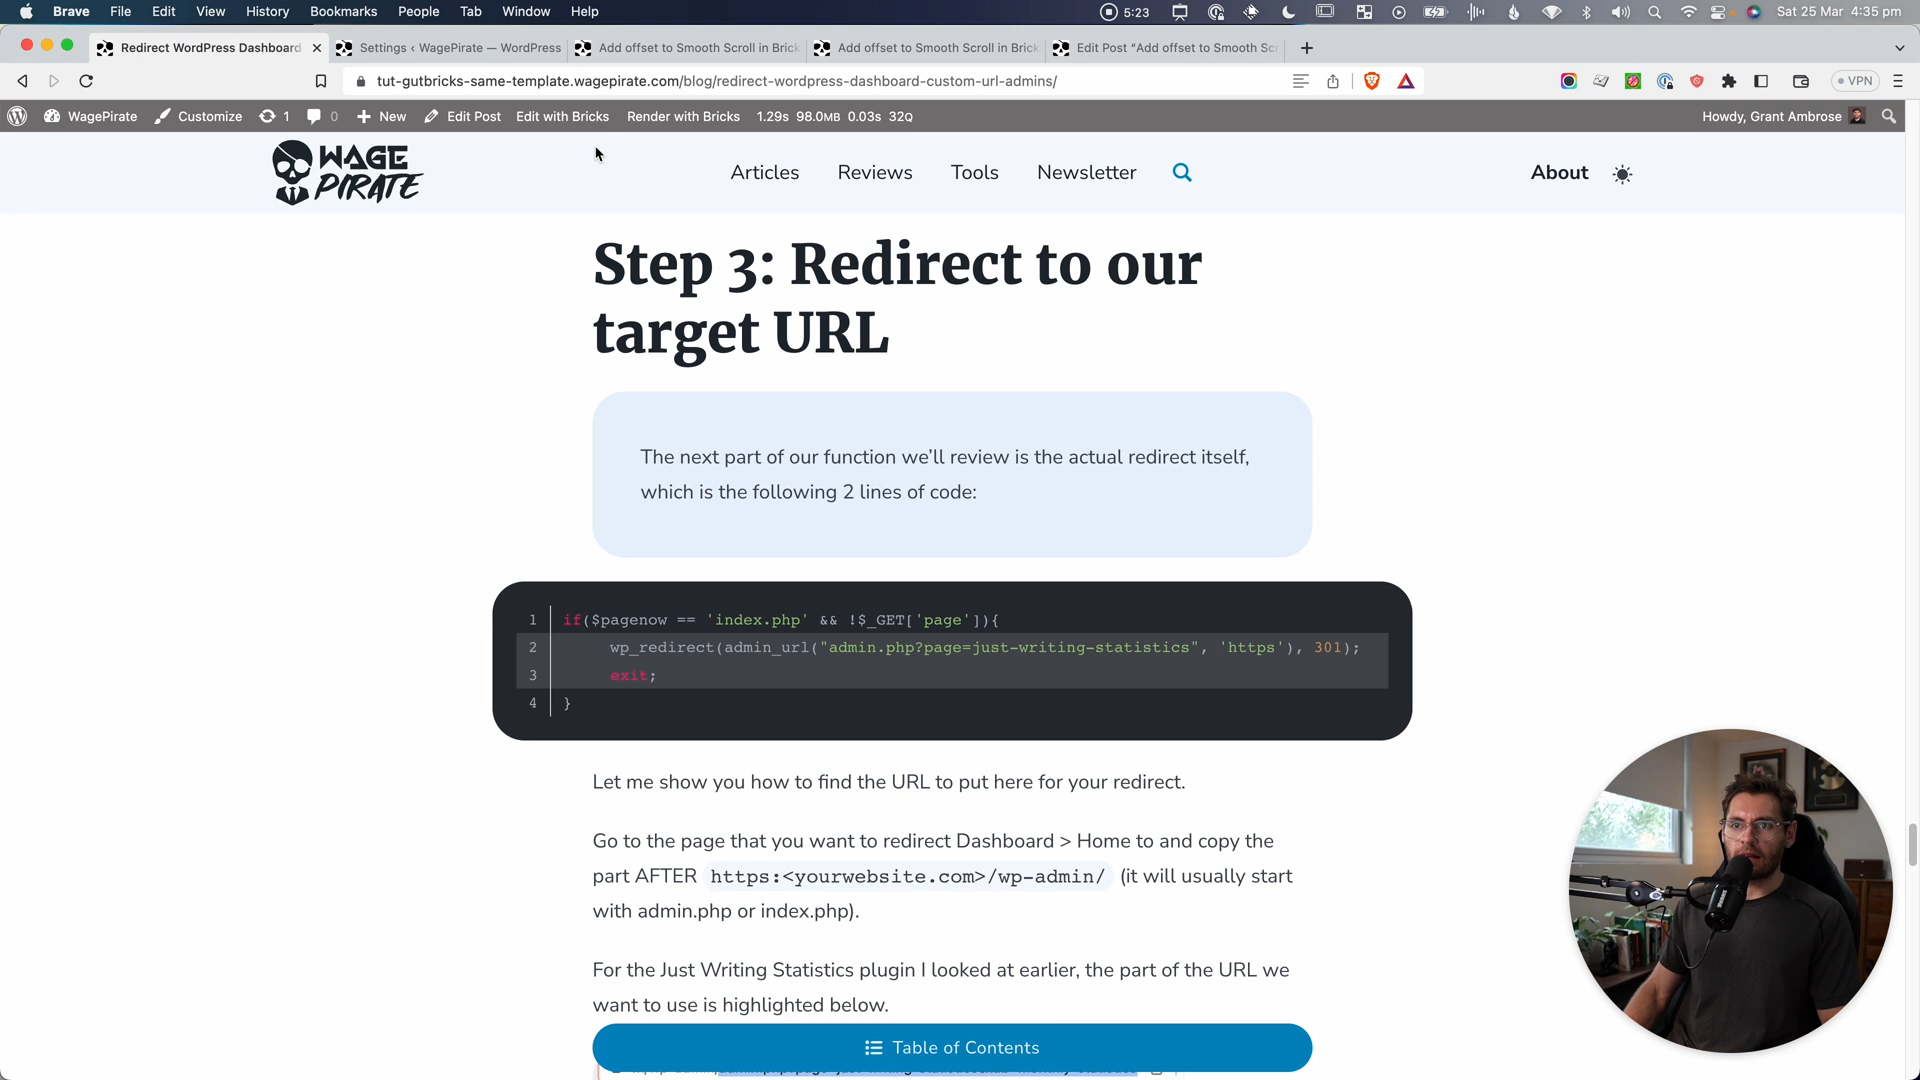 Brave File Edit View History Bookmarks People Tab Window Help 5:23 Sat 25 Mar 4:35 pm
Redirect WordPress Dashboard Settings ‹ WagePirate — WordPress Add offset to Smooth Scroll in Brick Add offset to Smooth Scroll in Brick Edit Post “Add offset to Smooth Scr
tut-gutbricks-same-template.wagepirate.com/blog/redirect-wordpress-dashboard-custom-url-admins/ VPN
WagePirate Customize 1 0 New Edit Post Edit with Bricks Render with Bricks 1.29s 98.0MB 0.03s 32Q Howdy, Grant Ambrose
WAGE
PIRATE
Articles Reviews Tools Newsletter About
Step 3: Redirect to our
target URL
The next part of our function we’ll review is the actual redirect itself,
which is the following 2 lines of code:
1 if($pagenow == 'index.php' && !$_GET['page']){
2 wp_redirect(admin_url("admin.php?page=just-writing-statistics", 'https'), 301);
3 exit;
4 }
Let me show you how to find the URL to put here for your redirect.
Go to the page that you want to redirect Dashboard > Home to and copy the
part AFTER https:<yourwebsite.com>/wp-admin/ (it will usually start
with admin.php or index.php).
For the Just Writing Statistics plugin I looked at earlier, the part of the URL we
want to use is highlighted below.
Table of Contents